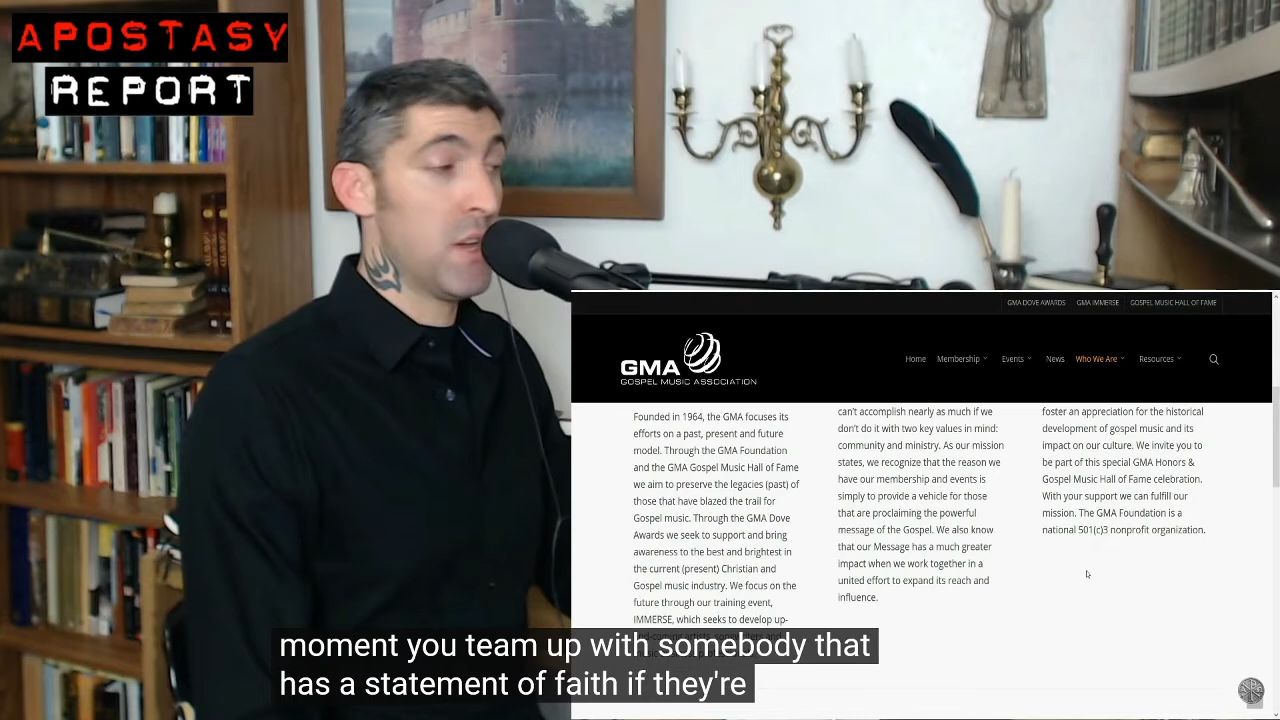 APOSTASY
REPORT
GMA DOVE AWARDS GMA IMMERSE GOSPEL MUSIC HALL OF FAME
GMA
GOSPEL MUSIC ASSOCIATION
Home Membership Events News Who We Are Resources
Founded in 1964, the GMA focuses its
efforts on a past, present and future
model. Through the GMA Foundation
and the GMA Gospel Music Hall of Fame
we aim to preserve the legacies (past) of
those that have blazed the trail for
Gospel music. Through the GMA Dove
Awards we seek to support and bring
awareness to the best and brightest in
the current (present) Christian and
Gospel music industry. We focus on the
future through our training event,
IMMERSE, which seeks to develop up-
can't accomplish nearly as much if we
don't do it with two key values in mind:
community and ministry. As our mission
states, we recognize that the reason we
have our membership and events is
simply to provide a vehicle for those
that are proclaiming the powerful
message of the Gospel. We also know
that our Message has a much greater
impact when we work together in a
united effort to expand its reach and
influence.
foster an appreciation for the historical
development of gospel music and its
impact on our culture. We invite you to
be part of this special GMA Honors &
Gospel Music Hall of Fame celebration.
With your support we can fulfill our
mission. The GMA Foundation is a
national 501(c)3 nonprofit organization.
moment you team up with somebody that
has a statement of faith if they're